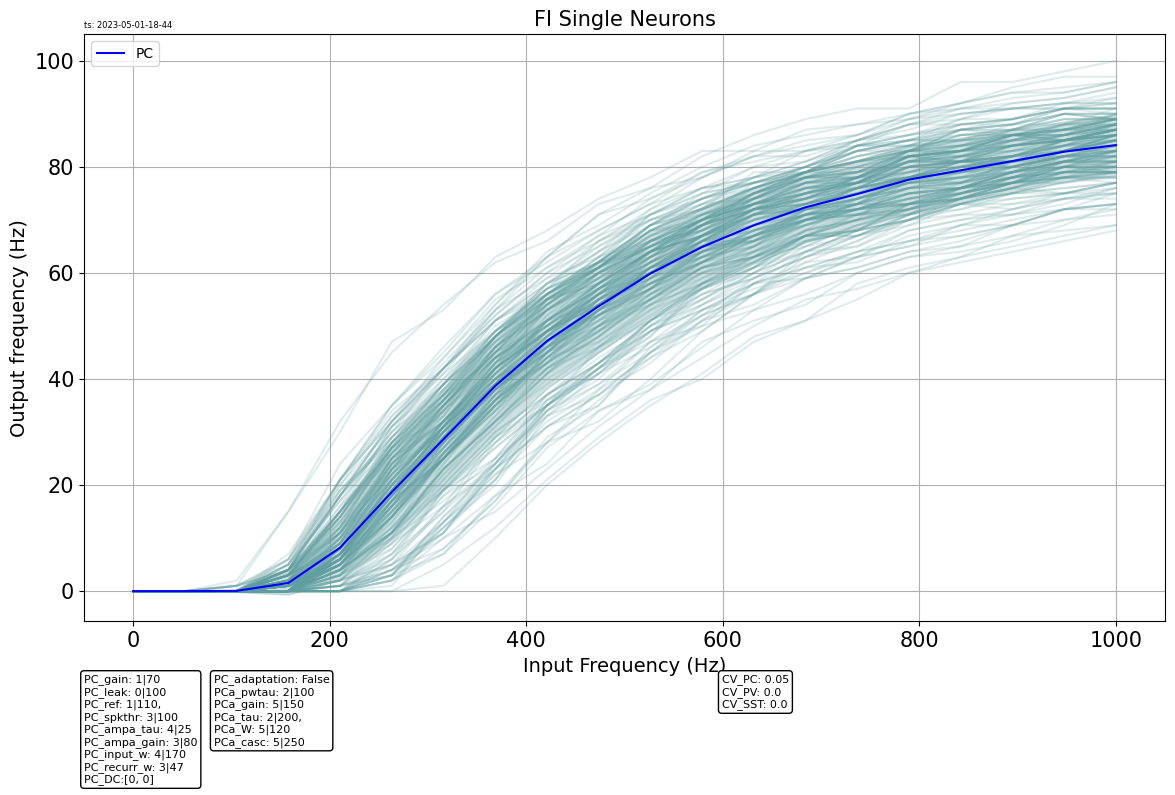 FI Single Neurons
ts: 2023-05-01-18-44
PC
100
80
60
40
20
0
Output frequency (Hz)
0 200 400 600 800 1000
Input Frequency (Hz)
PC_gain: 1|70
PC_leak: 0|100
PC_ref: 1|110,
PC_spkthr: 3|100
PC_ampa_tau: 4|25
PC_ampa_gain: 3|80
PC_input_w: 4|170
PC_recurr_w: 3|47
PC_DC:[0, 0]
PC_adaptation: False
PCa_pwtau: 2|100
PCa_gain: 5|150
PCa_tau: 2|200,
PCa_W: 5|120
PCa_casc: 5|250
CV_PC: 0.05
CV_PV: 0.0
CV_SST: 0.0